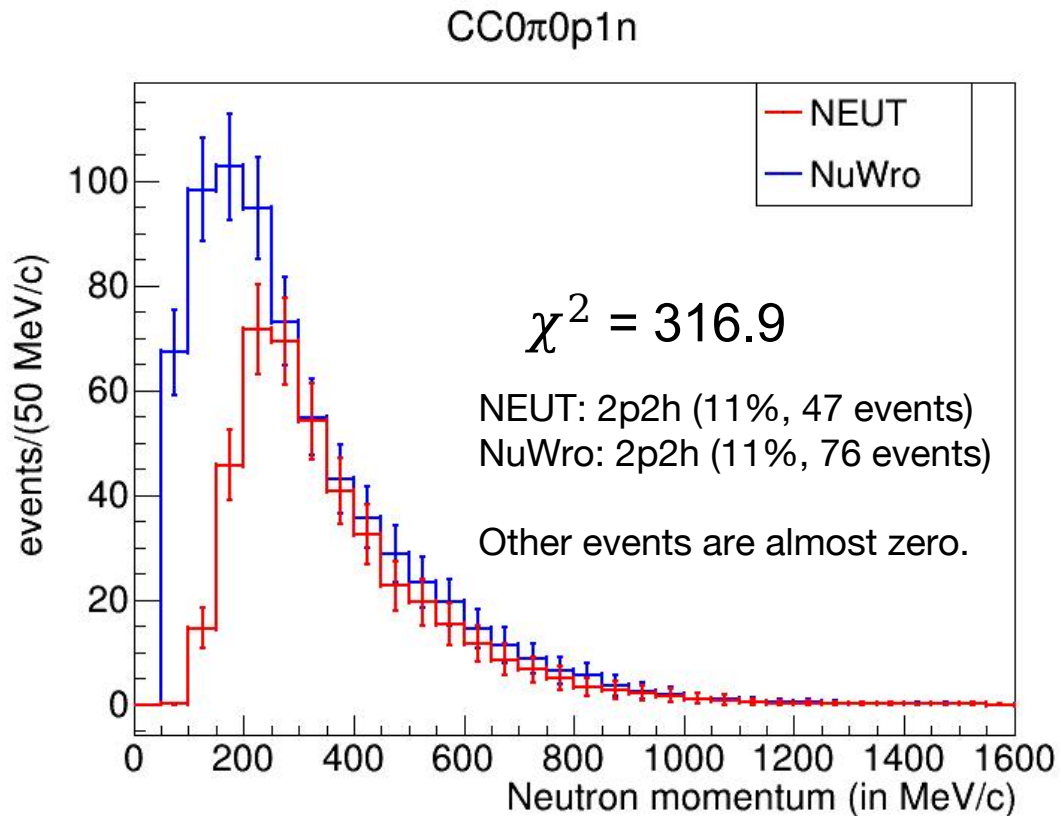 CC0π0p1n
NEUT
NuWro
events/(50 MeV/c)
100
80
60
40
20
0
χ² = 316.9
NEUT: 2p2h (11%, 47 events)
NuWro: 2p2h (11%, 76 events)
Other events are almost zero.
0 200 400 600 800 1000 1200 1400 1600
Neutron momentum (in MeV/c)